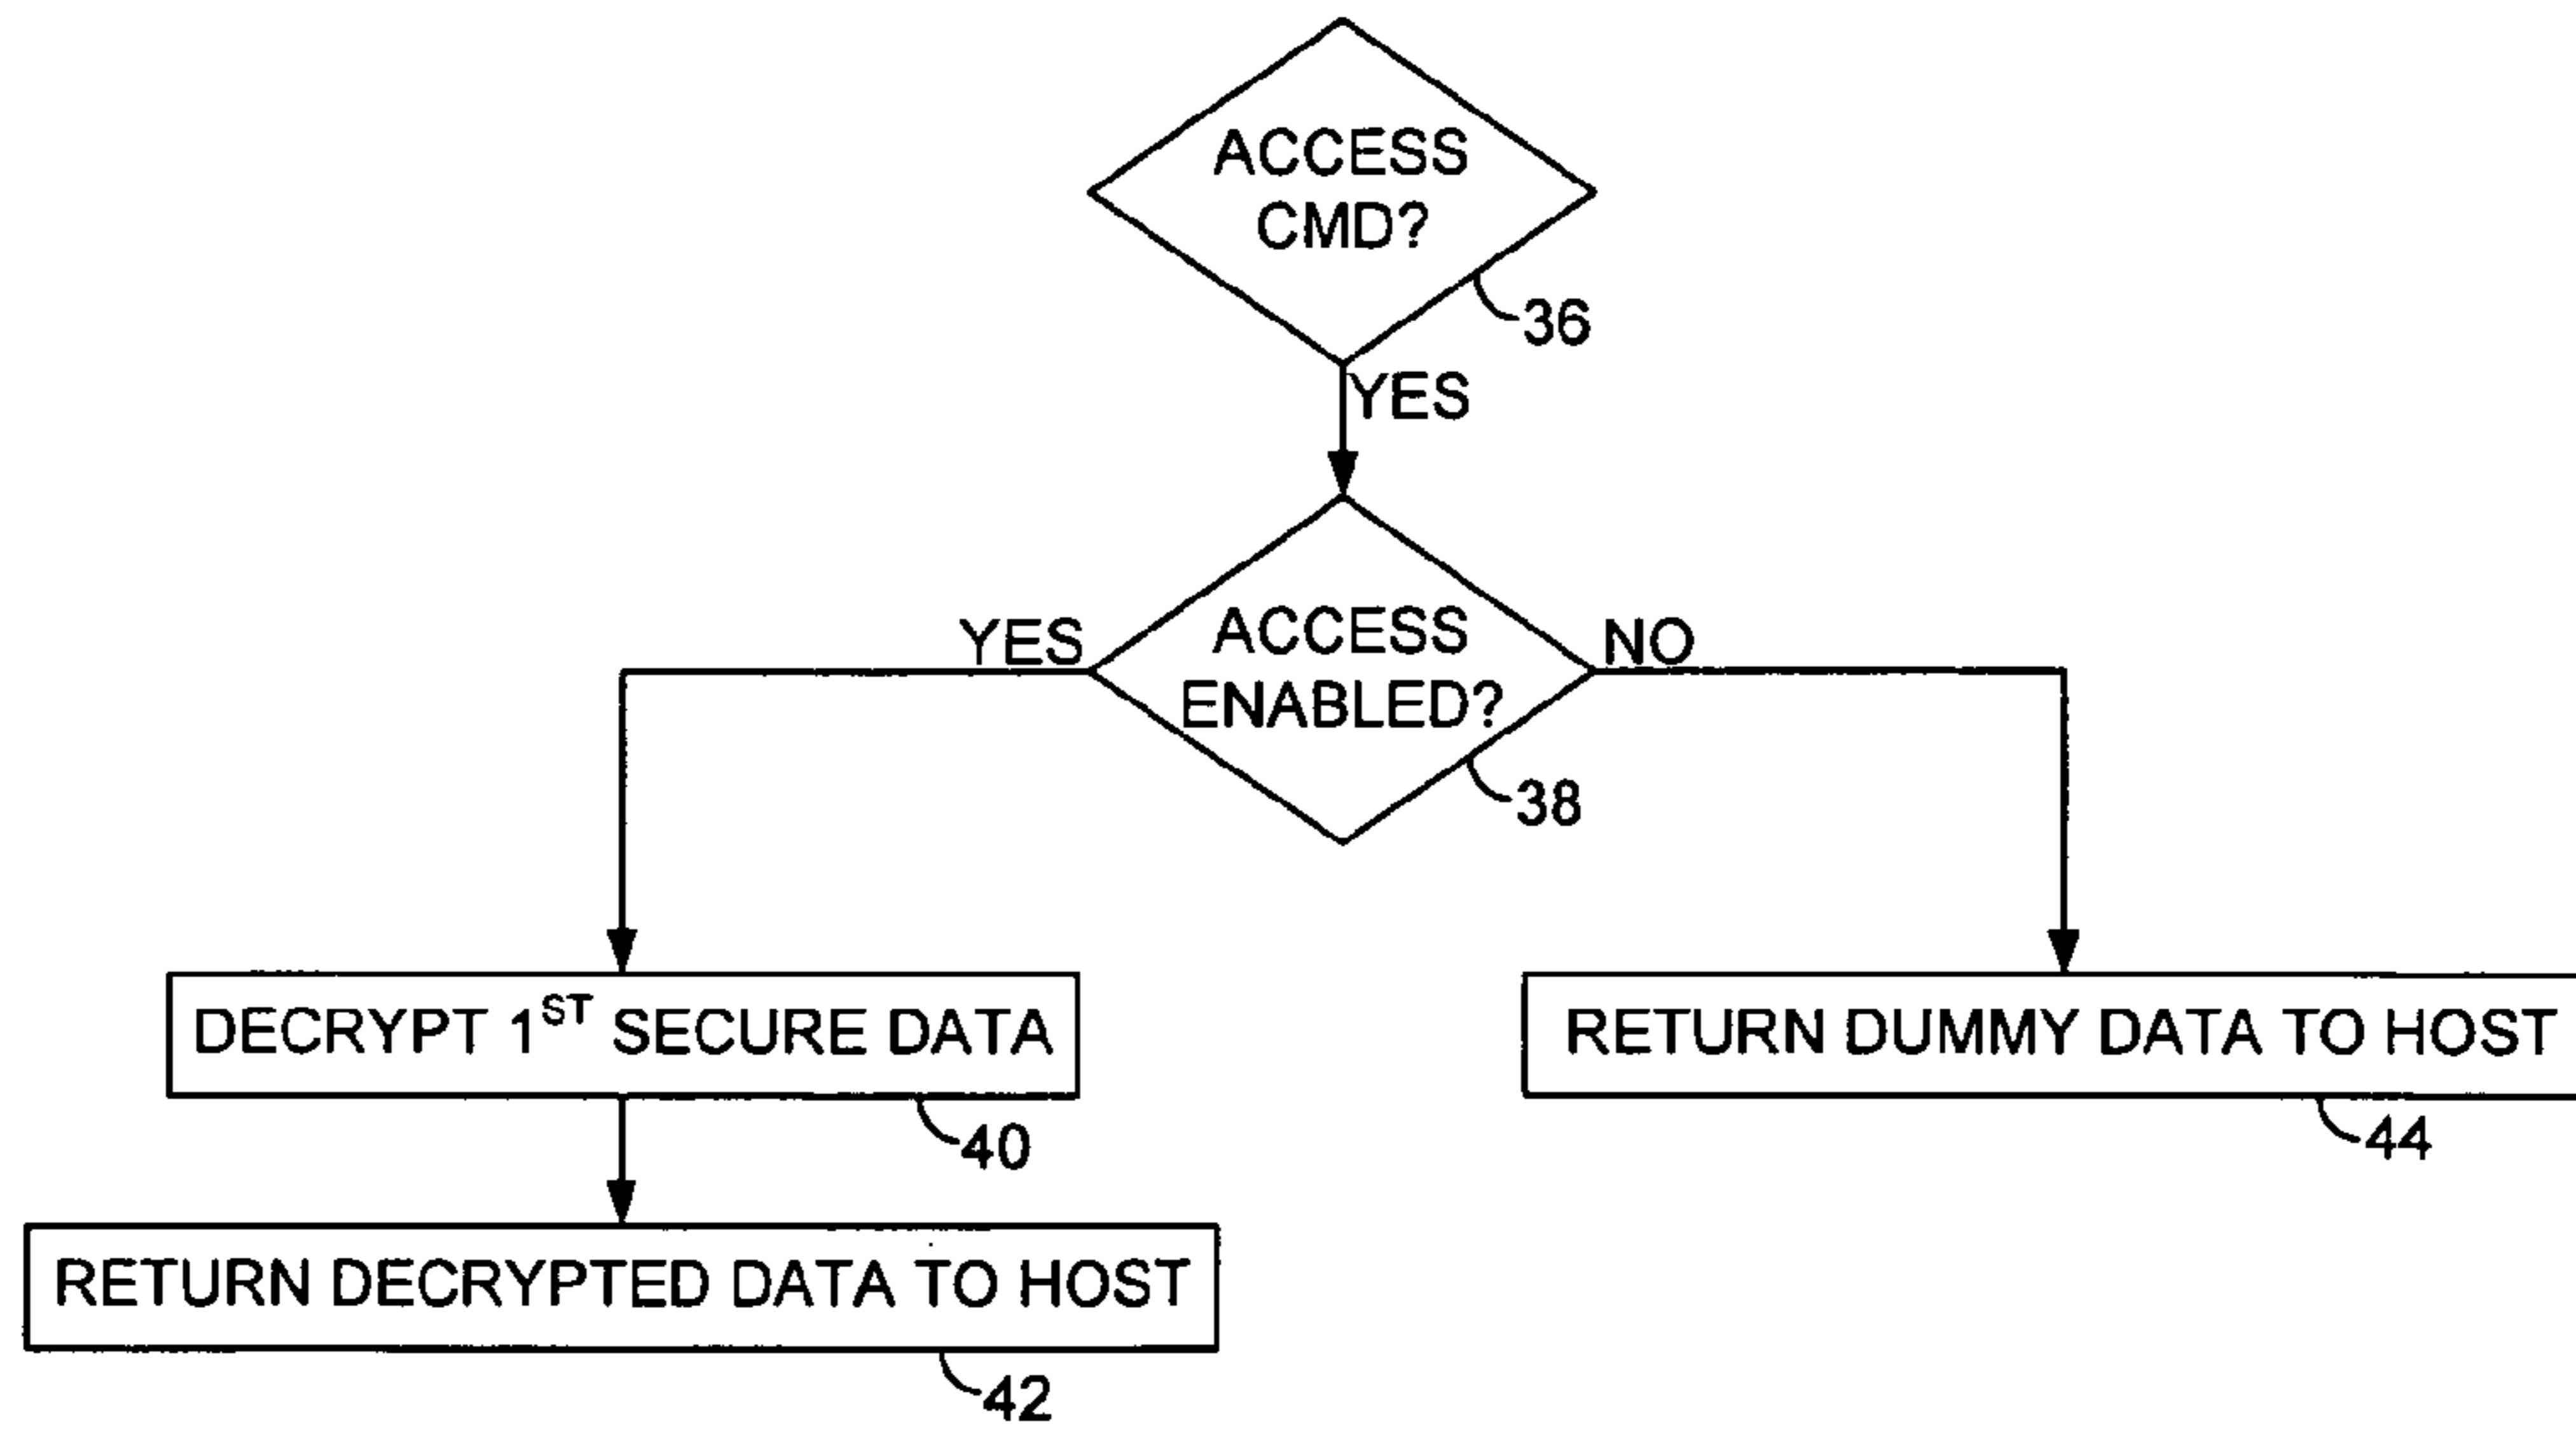 ACCESS
CMD?
36
YES
YES
ACCESS
ENABLED?
NO
38
DECRYPT 1ST SECURE DATA
RETURN DUMMY DATA TO HOST
40
44
RETURN DECRYPTED DATA TO HOST
42